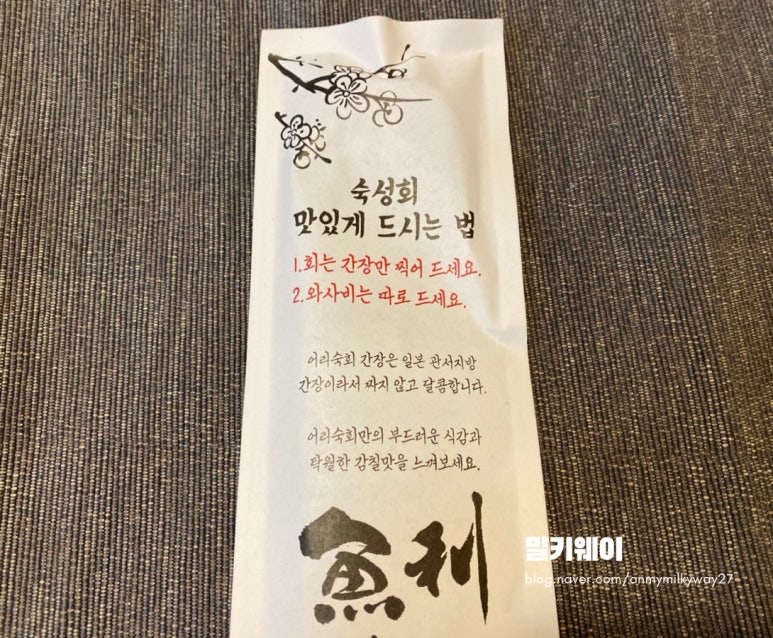 숙성회
맛있게 드시는 법
1.회는 간장만 찍어 드세요.
2.와사비는 따로 드세요.
어리숙회 간장은 일본 관서지방
간장이라서 짜지 않고 달콤합니다.
어리숙회만의 부드러운 식감과
탁월한 감칠맛을 느껴보세요.
魚利
밀키웨이
blog.naver.com/onmymilkyway27